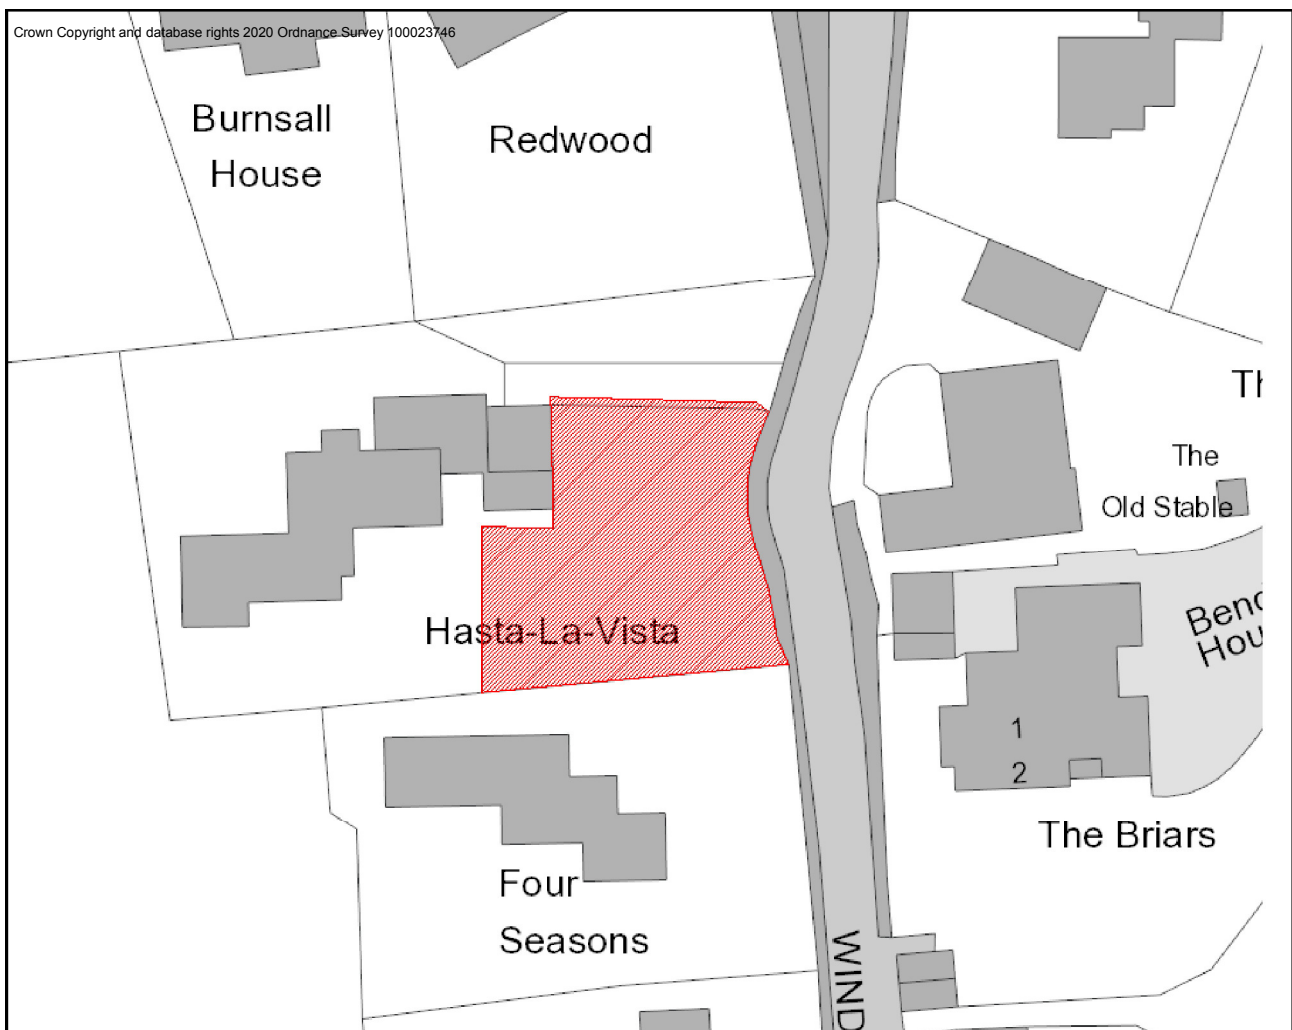 Crown Copyright and database rights 2020 Ordnance Survey 100023746
Burnsall
House
Redwood
The
Old Stable
Hasta-La-Vista
1
2
The Briars
Four
Seasons
WIND